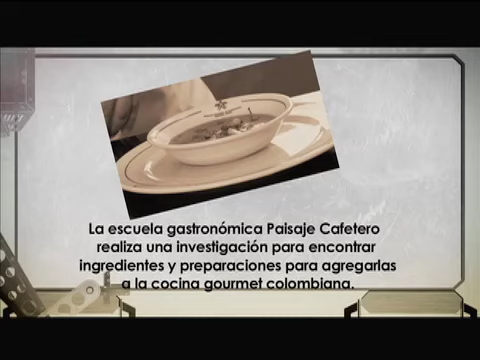 La escuela gastronómica Paisaje Cafetero
realiza una investigación para encontrar
ingredientes y preparaciones para agregarlas
a la cocina gourmet colombiana.